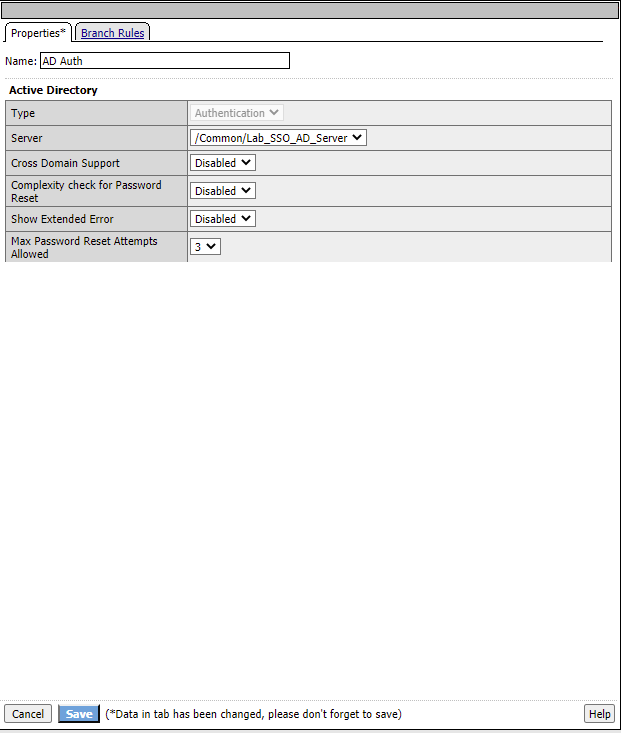 Properties* Branch Rules
Name: AD Auth
Active Directory
Type Authentication
Server /Common/Lab_SSO_AD_Server
Cross Domain Support Disabled
Complexity check for Password
Reset Disabled
Show Extended Error Disabled
Max Password Reset Attempts
Allowed 3
Cancel Save (*Data in tab has been changed, please don't forget to save) Help